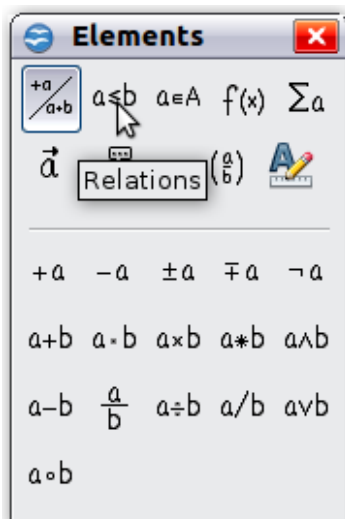 Elements
+a/a+b a≤b a∈A f(x) Σa
a⃗ Relations (a/b) A
+a -a ±a ∓a ¬a
a+b a·b a×b a∗b a∧b
a-b a/b a÷b a/b a∨b
a∘b